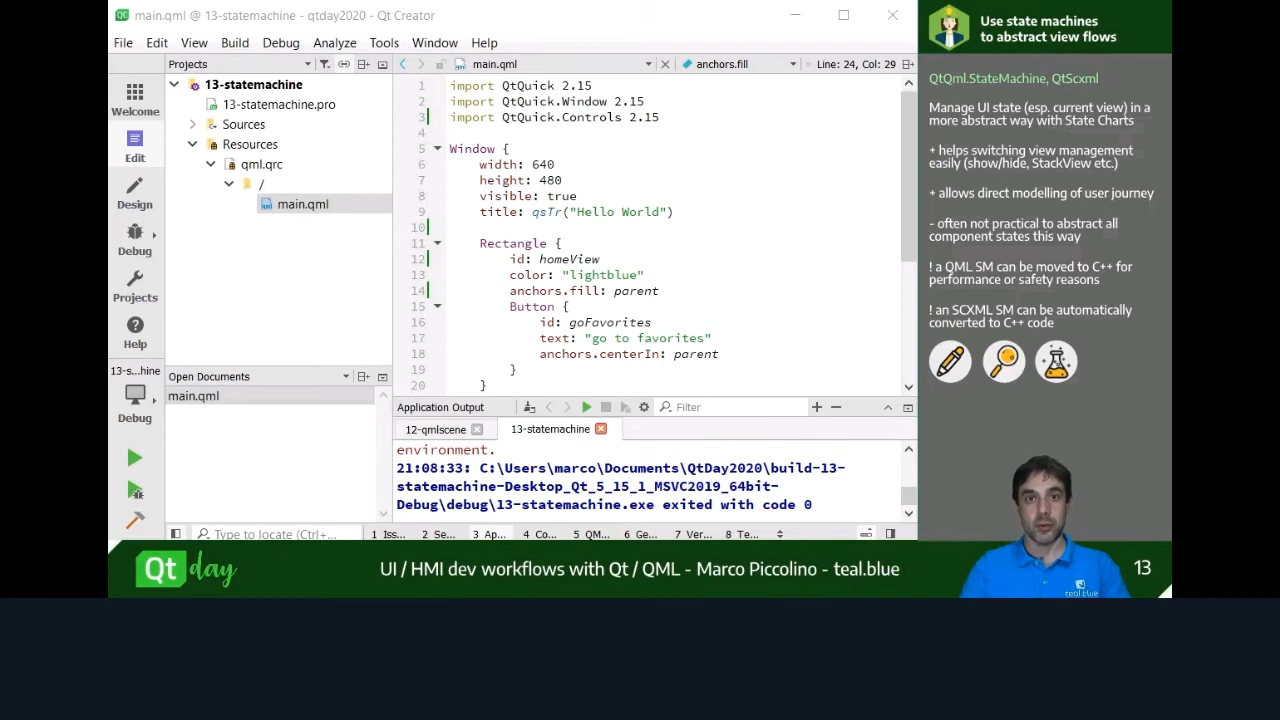 main.qml @ 13-statemachine - qtday2020 - Qt Creator
File Edit View Build Debug Analyze Tools Window Help
Projects
main.qml
anchors.fill
Line: 24, Col: 29
Welcome
Edit
Design
Debug
Projects
Help
13-s...hine
Debug
13-statemachine
13-statemachine.pro
Sources
Resources
qml.qrc
/
main.qml
Open Documents
main.qml
1 import QtQuick 2.15
2 import QtQuick.Window 2.15
3 import QtQuick.Controls 2.15
4
5 Window {
6 width: 640
7 height: 480
8 visible: true
9 title: qsTr("Hello World")
10
11 Rectangle {
12 id: homeView
13 color: "lightblue"
14 anchors.fill: parent
15 Button {
16 id: goFavorites
17 text: "go to favorites"
18 anchors.centerIn: parent
19 }
20 }
Application Output
Filter
12-qmlscene
13-statemachine
environment.
21:08:33: C:\Users\marco\Documents\QtDay2020\build-13-
statemachine-Desktop_Qt_5_15_1_MSVC2019_64bit-
Debug\debug\13-statemachine.exe exited with code 0
Type to locate (Ctrl+...
1 Iss... 2 Se... 3 Ap... 4 Co... 5 QM... 6 Ge... 7 Ver... 8 Te...
Use state machines
to abstract view flows
QtQml.StateMachine, QtScxml
Manage UI state (esp. current view) in a
more abstract way with State Charts
+ helps switching view management
easily (show/hide, StackView etc.)
+ allows direct modelling of user journey
- often not practical to abstract all
component states this way
! a QML SM can be moved to C++ for
performance or safety reasons
! an SCXML SM can be automatically
converted to C++ code
teal.blue
Qt day
UI / HMI dev workflows with Qt / QML - Marco Piccolino - teal.blue
13